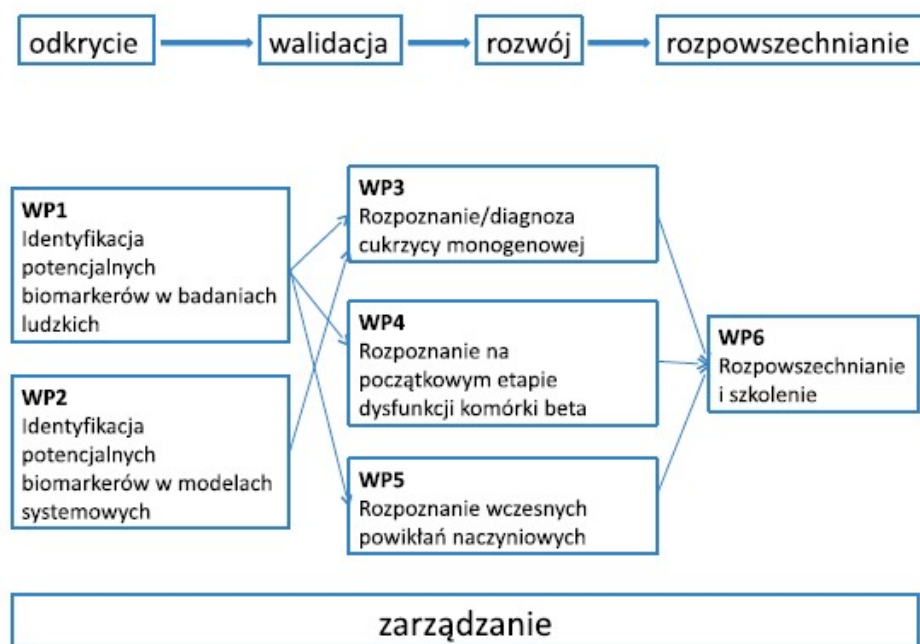 odkrycie
walidacja
rozwój
rozpowszechnianie
WP1
Identyfikacja
potencjalnych
biomarkerów w badaniach
ludzkich
WP2
Identyfikacja
potencjalnych
biomarkerów w modelach
systemowych
WP3
Rozpoznanie/diagnoza
cukrzycy monogenowej
WP4
Rozpoznanie na
początkowym etapie
dysfunkcji komórki beta
WP5
Rozpoznanie wczesnych
powikłań naczyniowych
WP6
Rozpowszechnianie
i szkolenie
zarządzanie